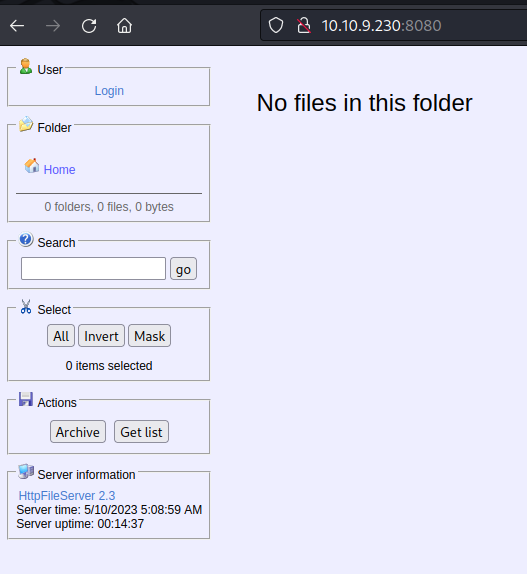 10.10.9.230:8080
User
Login
Folder
Home
0 folders, 0 files, 0 bytes
Search
go
Select
All Invert Mask
0 items selected
Actions
Archive Get list
Server information
HttpFileServer 2.3
Server time: 5/10/2023 5:08:59 AM
Server uptime: 00:14:37
No files in this folder